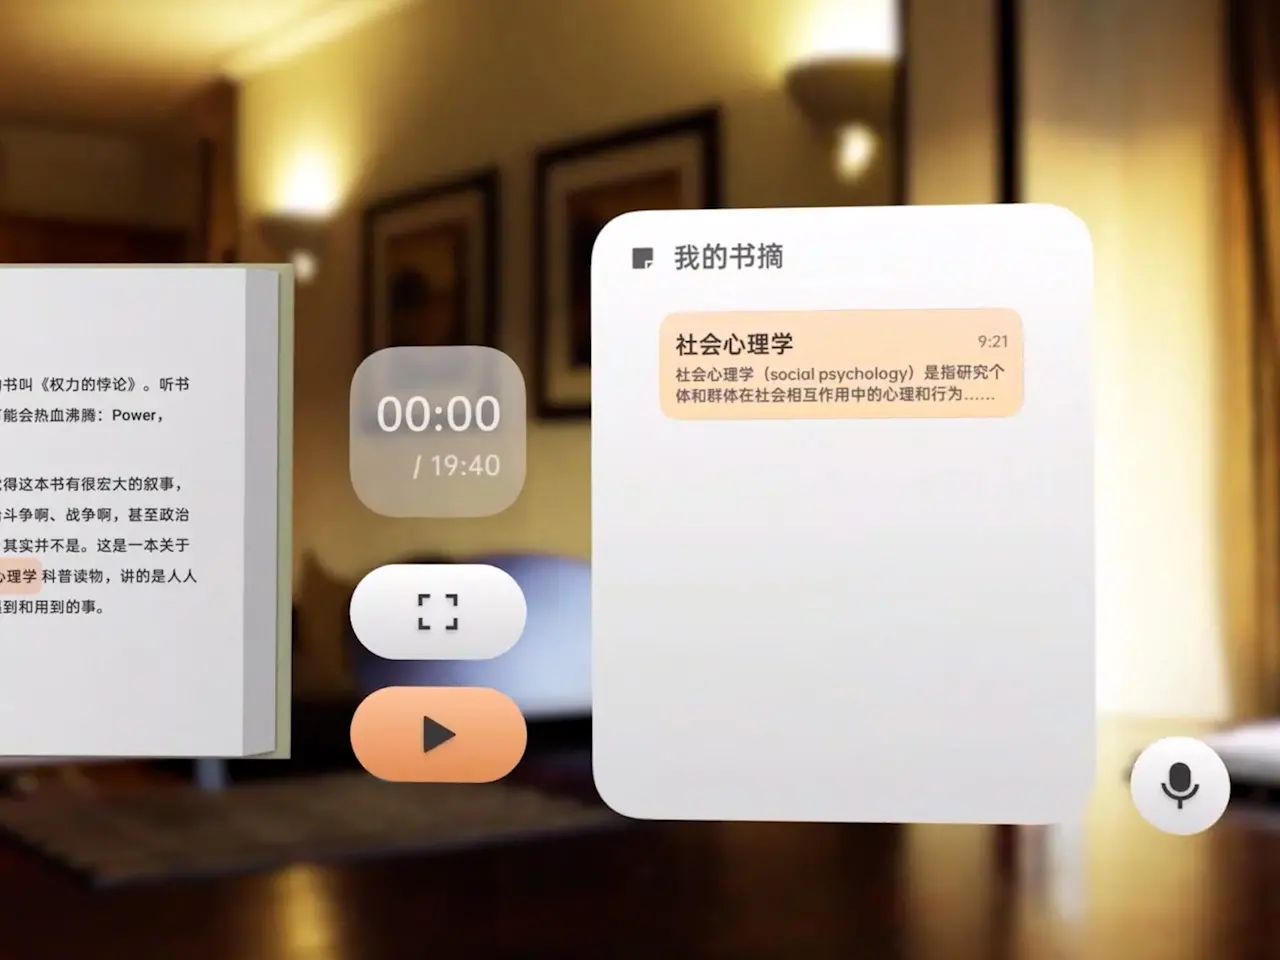 书叫《权力的悖论》。听书
能会热血沸腾：Power，
得这本书有很宏大的叙事，
斗争啊、战争啊，甚至政治
其实并不是。这是一本关于
心理学科普读物，讲的是人人
到和用到的事。
00:00
/ 19:40
我的书摘
社会心理学
9:21
社会心理学（social psychology）是指研究个
体和群体在社会相互作用中的心理和行为……